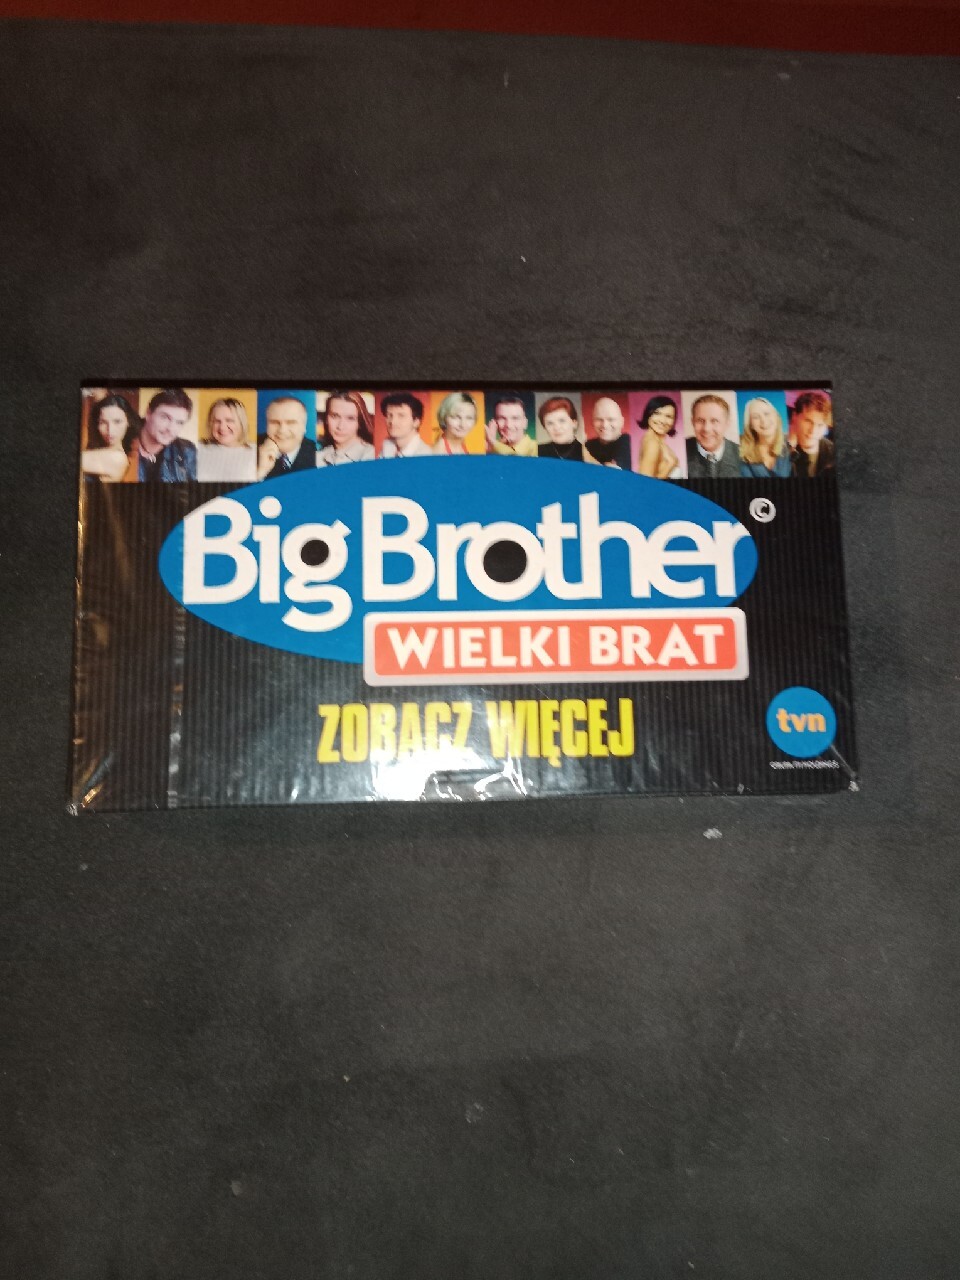 Big Brother ©
WIELKI BRAT
ZOBACZ WIĘCEJ
tvn